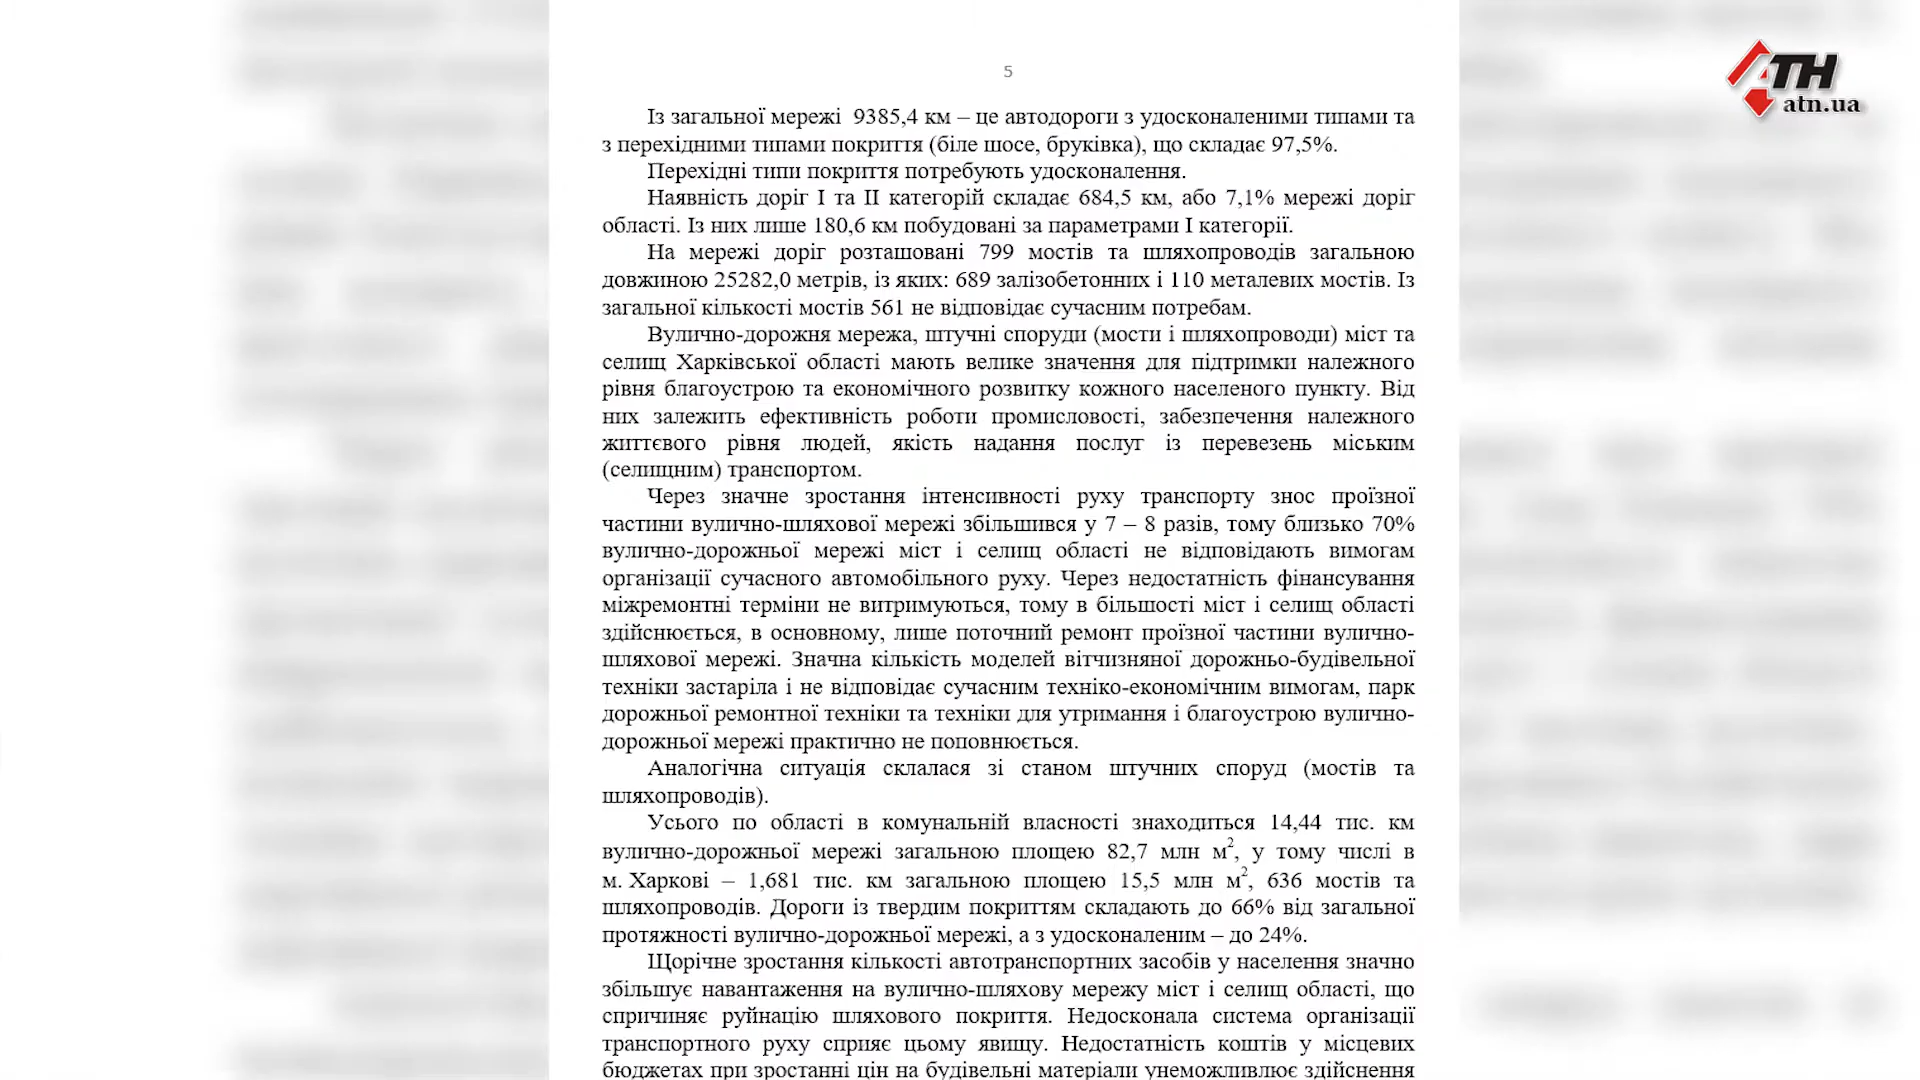 5
АТН
atn.ua
Із загальної мережі 9385,4 км – це автодороги з удосконаленими типами та
з перехідними типами покриття (біле шосе, бруківка), що складає 97,5%.
Перехідні типи покриття потребують удосконалення.
Наявність доріг І та ІІ категорій складає 684,5 км, або 7,1% мережі доріг
області. Із них лише 180,6 км побудовані за параметрами І категорії.
На мережі доріг розташовані 799 мостів та шляхопроводів загальною
довжиною 25282,0 метрів, із яких: 689 залізобетонних і 110 металевих мостів. Із
загальної кількості мостів 561 не відповідає сучасним потребам.
Вулично-дорожня мережа, штучні споруди (мости і шляхопроводи) міст та
селищ Харківської області мають велике значення для підтримки належного
рівня благоустрою та економічного розвитку кожного населеного пункту. Від
них залежить ефективність роботи промисловості, забезпечення належного
життєвого рівня людей, якість надання послуг із перевезень міським
(селищним) транспортом.
Через значне зростання інтенсивності руху транспорту знос проїзної
частини вулично-шляхової мережі збільшився у 7 – 8 разів, тому близько 70%
вулично-дорожньої мережі міст і селищ області не відповідають вимогам
організації сучасного автомобільного руху. Через недостатність фінансування
міжремонтні терміни не витримуються, тому в більшості міст і селищ області
здійснюється, в основному, лише поточний ремонт проїзної частини вулично-
шляхової мережі. Значна кількість моделей вітчизняної дорожньо-будівельної
техніки застаріла і не відповідає сучасним техніко-економічним вимогам, парк
дорожньої ремонтної техніки та техніки для утримання і благоустрою вулично-
дорожньої мережі практично не поповнюється.
Аналогічна ситуація склалася зі станом штучних споруд (мостів та
шляхопроводів).
Усього по області в комунальній власності знаходиться 14,44 тис. км
вулично-дорожньої мережі загальною площею 82,7 млн м², у тому числі в
м. Харкові – 1,681 тис. км загальною площею 15,5 млн м², 636 мостів та
шляхопроводів. Дороги із твердим покриттям складають до 66% від загальної
протяжності вулично-дорожньої мережі, а з удосконаленим – до 24%.
Щорічне зростання кількості автотранспортних засобів у населення значно
збільшує навантаження на вулично-шляхову мережу міст і селищ області, що
спричиняє руйнацію шляхового покриття. Недосконала система організації
транспортного руху сприяє цьому явищу. Недостатність коштів у місцевих
бюджетах при зростанні цін на будівельні матеріали унеможливлює здійснення